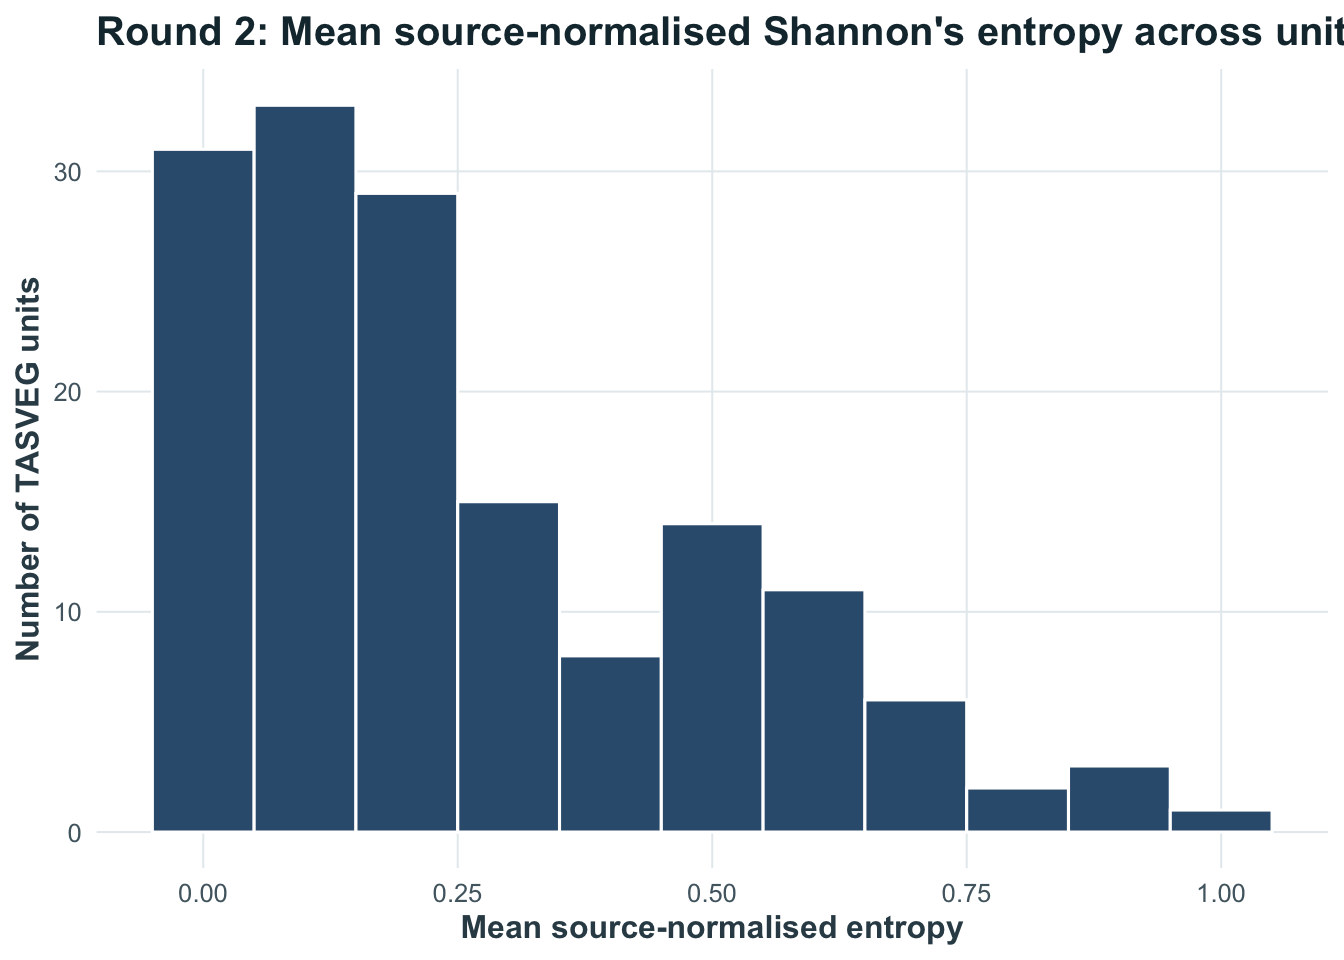 Round 2: Mean source-normalised Shannon's entropy across unit
Number of TASVEG units
30
20
10
0
0.00 0.25 0.50 0.75 1.00
Mean source-normalised entropy